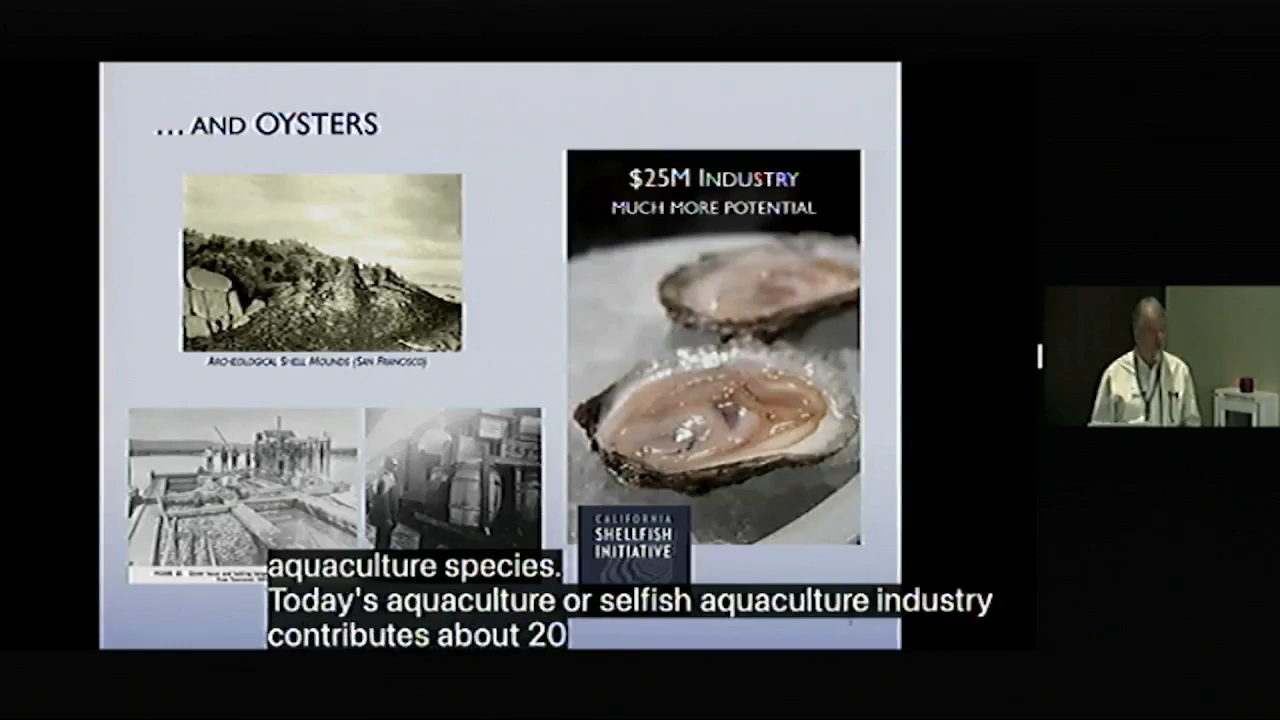 ... AND OYSTERS
$25M INDUSTRY
MUCH MORE POTENTIAL
ARCHEOLOGICAL SHELL MOUNDS (SAN FRANCISCO)
CALIFORNIA
SHELLFISH
INITIATIVE
aquaculture species.
Today's aquaculture or selfish aquaculture industry
contributes about 20